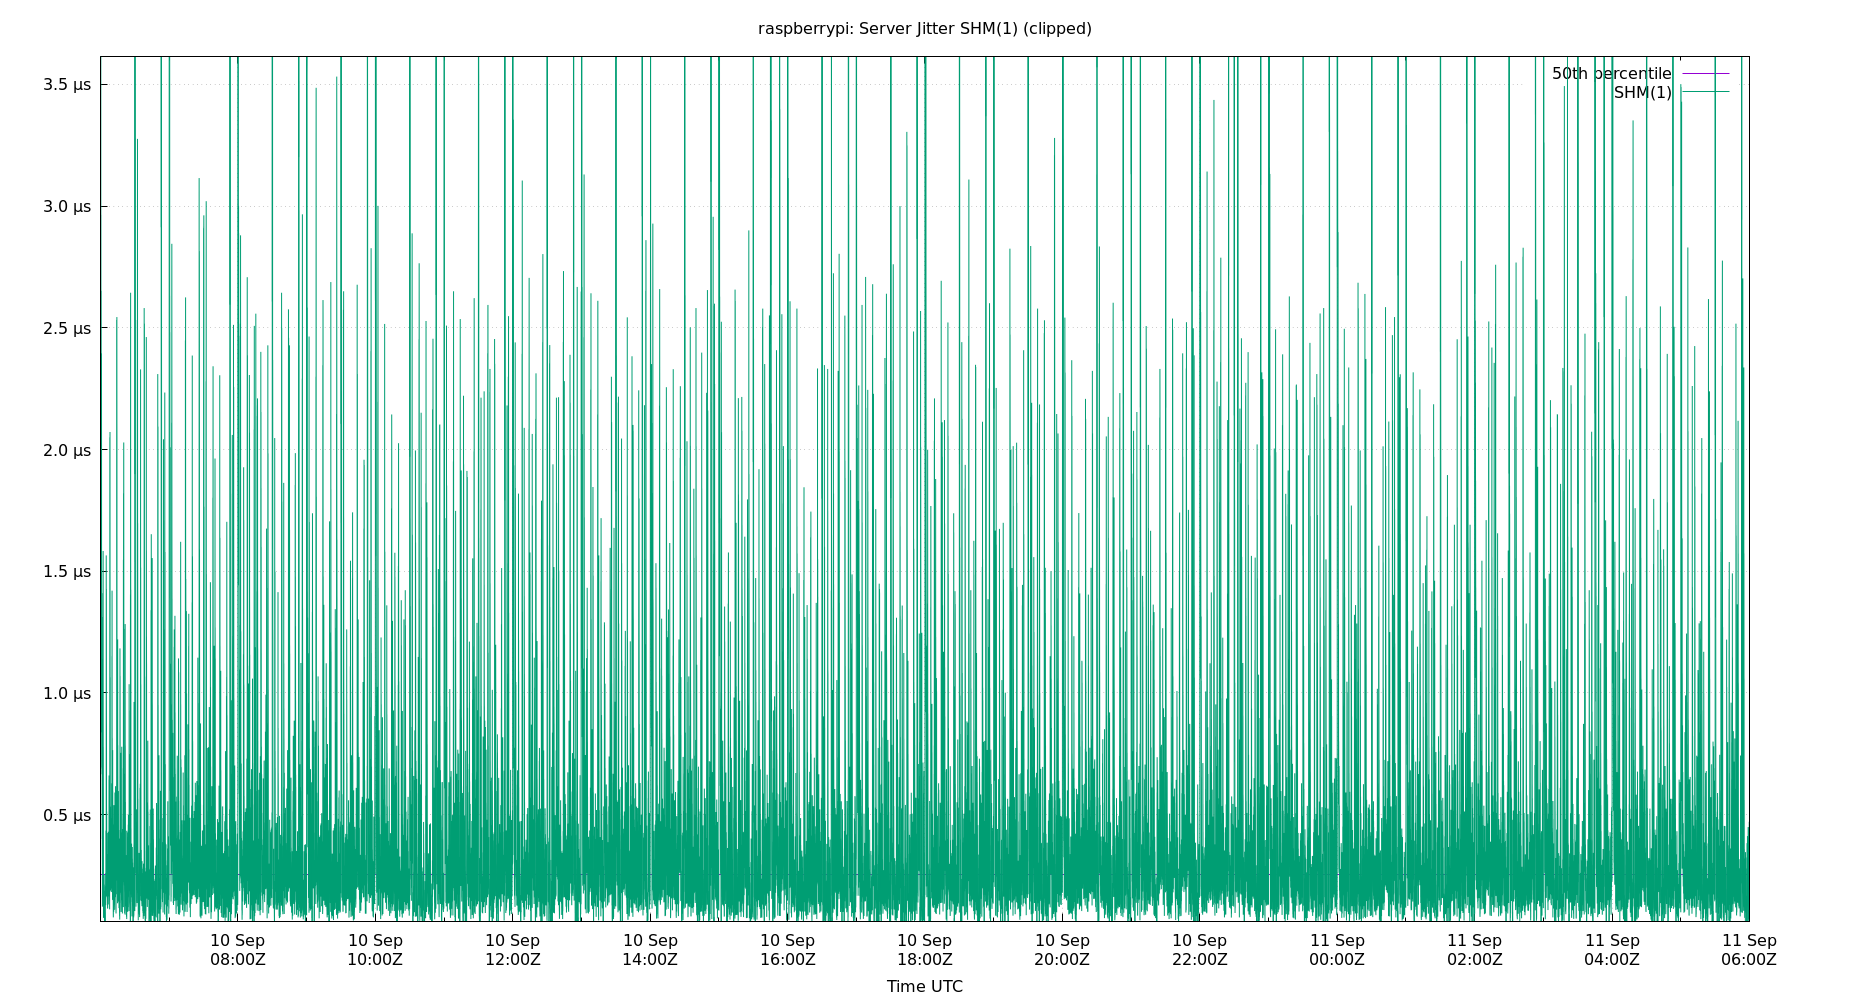 raspberrypi: Server Jitter SHM(1) (clipped)
50th percentile
SHM(1)
3.5 µs
3.0 µs
2.5 µs
2.0 µs
1.5 µs
1.0 µs
0.5 µs
10 Sep 10 Sep 10 Sep 10 Sep 10 Sep 10 Sep 10 Sep 10 Sep 11 Sep 11 Sep 11 Sep 11 Sep
08:00Z 10:00Z 12:00Z 14:00Z 16:00Z 18:00Z 20:00Z 22:00Z 00:00Z 02:00Z 04:00Z 06:00Z
Time UTC